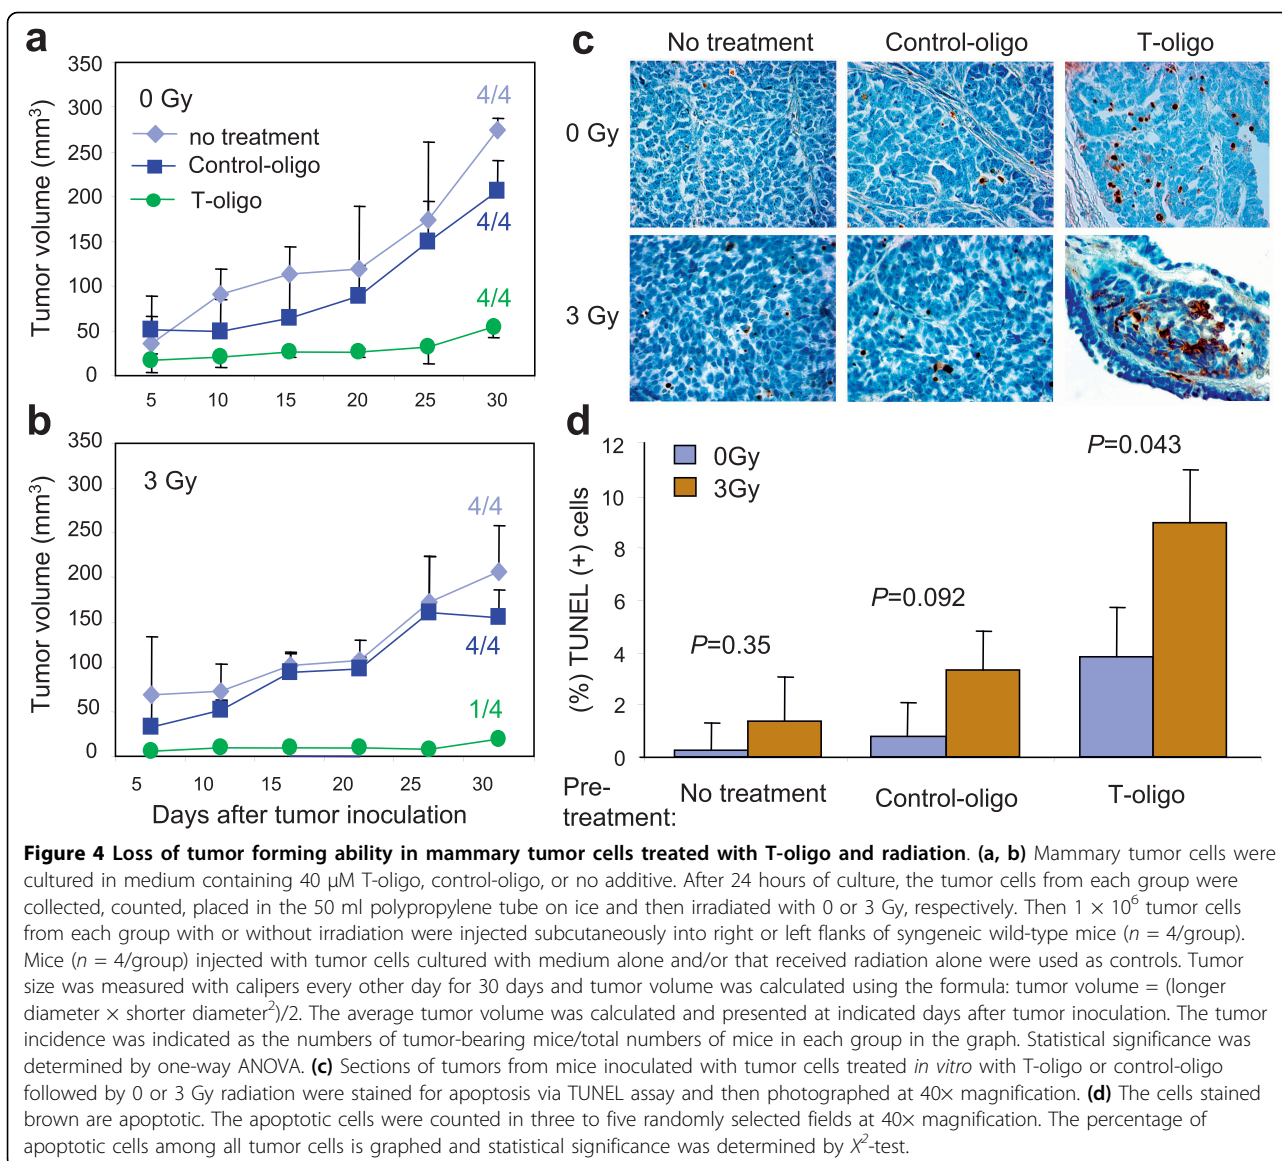 a
350
300
250
200
150
100
50
0
Tumor volume (mm³)
0 Gy
no treatment
Control-oligo
T-oligo
4/4
4/4
4/4
5 10 15 20 25 30
b
350
300
250
200
150
100
50
0
Tumor volume (mm³)
3 Gy
4/4
4/4
1/4
5 10 15 20 25 30
Days after tumor inoculation
c
No treatment Control-oligo T-oligo
0 Gy
3 Gy
d
12
10
8
6
4
2
0
(%) TUNEL (+) cells
0Gy
3Gy
P=0.35
P=0.092
P=0.043
Pre-
treatment:
No treatment Control-oligo T-oligo
Figure 4 Loss of tumor forming ability in mammary tumor cells treated with T-oligo and radiation. (a, b) Mammary tumor cells were
cultured in medium containing 40 μM T-oligo, control-oligo, or no additive. After 24 hours of culture, the tumor cells from each group were
collected, counted, placed in the 50 ml polypropylene tube on ice and then irradiated with 0 or 3 Gy, respectively. Then 1 × 10⁶ tumor cells
from each group with or without irradiation were injected subcutaneously into right or left flanks of syngeneic wild-type mice (n = 4/group).
Mice (n = 4/group) injected with tumor cells cultured with medium alone and/or that received radiation alone were used as controls. Tumor
size was measured with calipers every other day for 30 days and tumor volume was calculated using the formula: tumor volume = (longer
diameter × shorter diameter²)/2. The average tumor volume was calculated and presented at indicated days after tumor inoculation. The tumor
incidence was indicated as the numbers of tumor-bearing mice/total numbers of mice in each group in the graph. Statistical significance was
determined by one-way ANOVA. (c) Sections of tumors from mice inoculated with tumor cells treated in vitro with T-oligo or control-oligo
followed by 0 or 3 Gy radiation were stained for apoptosis via TUNEL assay and then photographed at 40× magnification. (d) The cells stained
brown are apoptotic. The apoptotic cells were counted in three to five randomly selected fields at 40× magnification. The percentage of
apoptotic cells among all tumor cells is graphed and statistical significance was determined by X²-test.